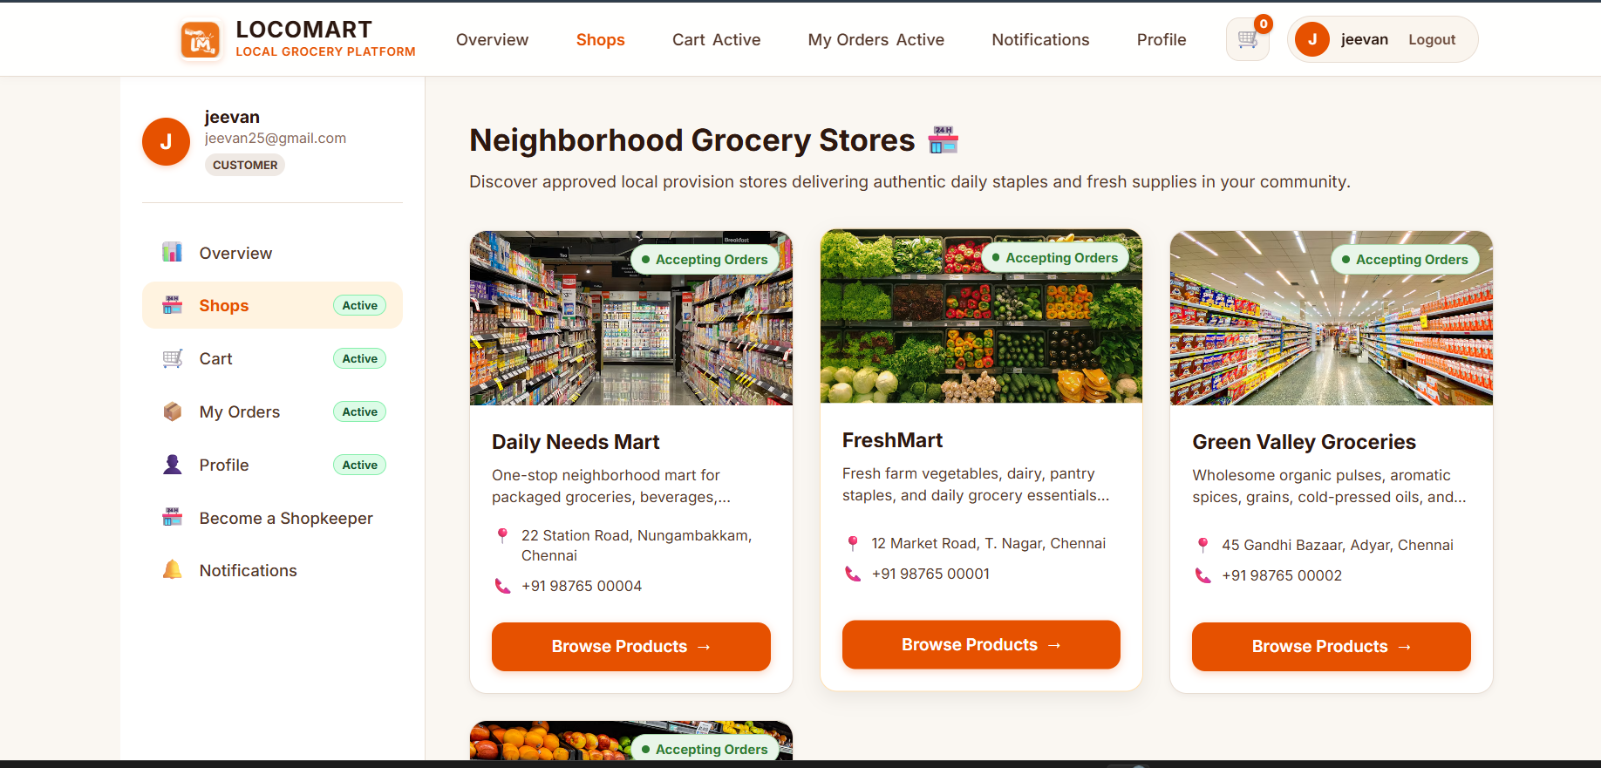 LOCOMART
LOCAL GROCERY PLATFORM
Overview
Shops
Cart Active
My Orders Active
Notifications
Profile
0
J
jeevan
Logout
J
jeevan
jeevan25@gmail.com
CUSTOMER
Overview
Shops Active
Cart Active
My Orders Active
Profile Active
Become a Shopkeeper
Notifications
Neighborhood Grocery Stores
Discover approved local provision stores delivering authentic daily staples and fresh supplies in your community.
Accepting Orders
Daily Needs Mart
One-stop neighborhood mart for
packaged groceries, beverages,...
22 Station Road, Nungambakkam,
Chennai
+91 98765 00004
Browse Products →
Accepting Orders
FreshMart
Fresh farm vegetables, dairy, pantry
staples, and daily grocery essentials...
12 Market Road, T. Nagar, Chennai
+91 98765 00001
Browse Products →
Accepting Orders
Green Valley Groceries
Wholesome organic pulses, aromatic
spices, grains, cold-pressed oils, and...
45 Gandhi Bazaar, Adyar, Chennai
+91 98765 00002
Browse Products →
Accepting Orders